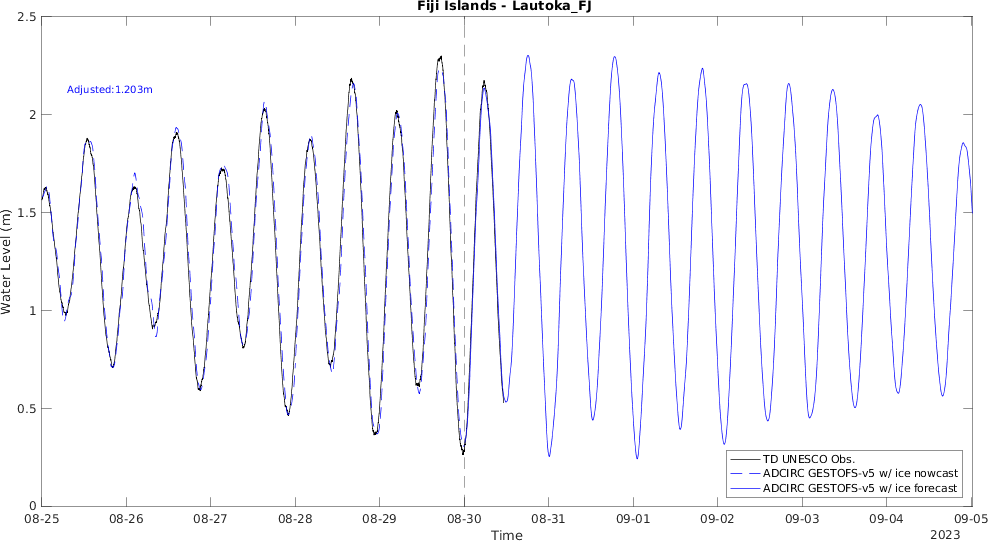 Fiji Islands - Lautoka_FJ
2.5
Adjusted:1.203m
2
1.5
Water Level (m)
1
0.5
0
TD UNESCO Obs.
ADCIRC GESTOFS-v5 w/ ice nowcast
ADCIRC GESTOFS-v5 w/ ice forecast
08-25 08-26 08-27 08-28 08-29 08-30 08-31 09-01 09-02 09-03 09-04 09-05
Time
2023